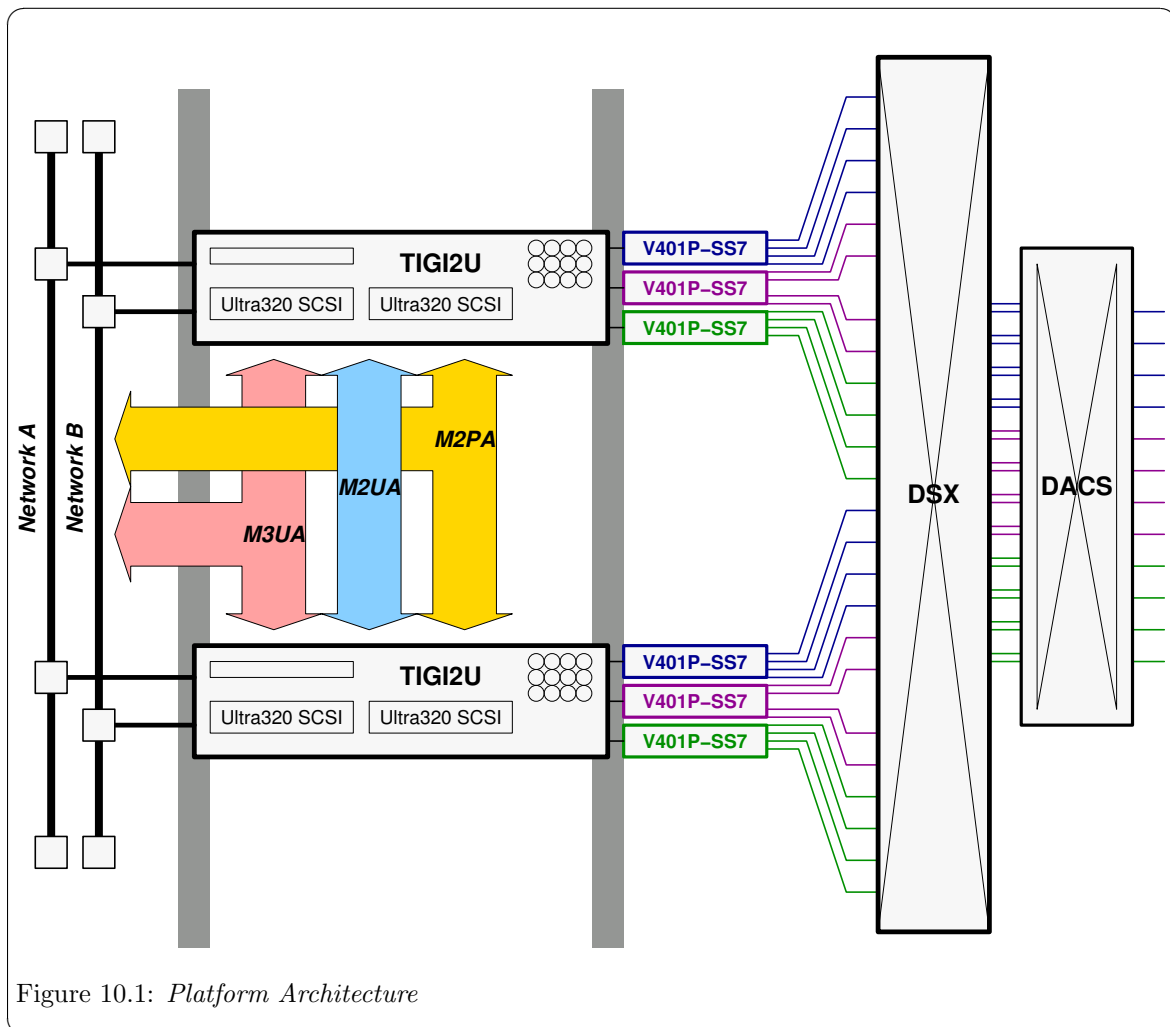 TIGI2U
Ultra320 SCSI
Ultra320 SCSI
V401P−SS7
V401P−SS7
V401P−SS7
Network A
Network B
M2PA
M2UA
M3UA
DSX
DACS
TIGI2U
Ultra320 SCSI
Ultra320 SCSI
V401P−SS7
V401P−SS7
V401P−SS7
Figure 10.1: Platform Architecture